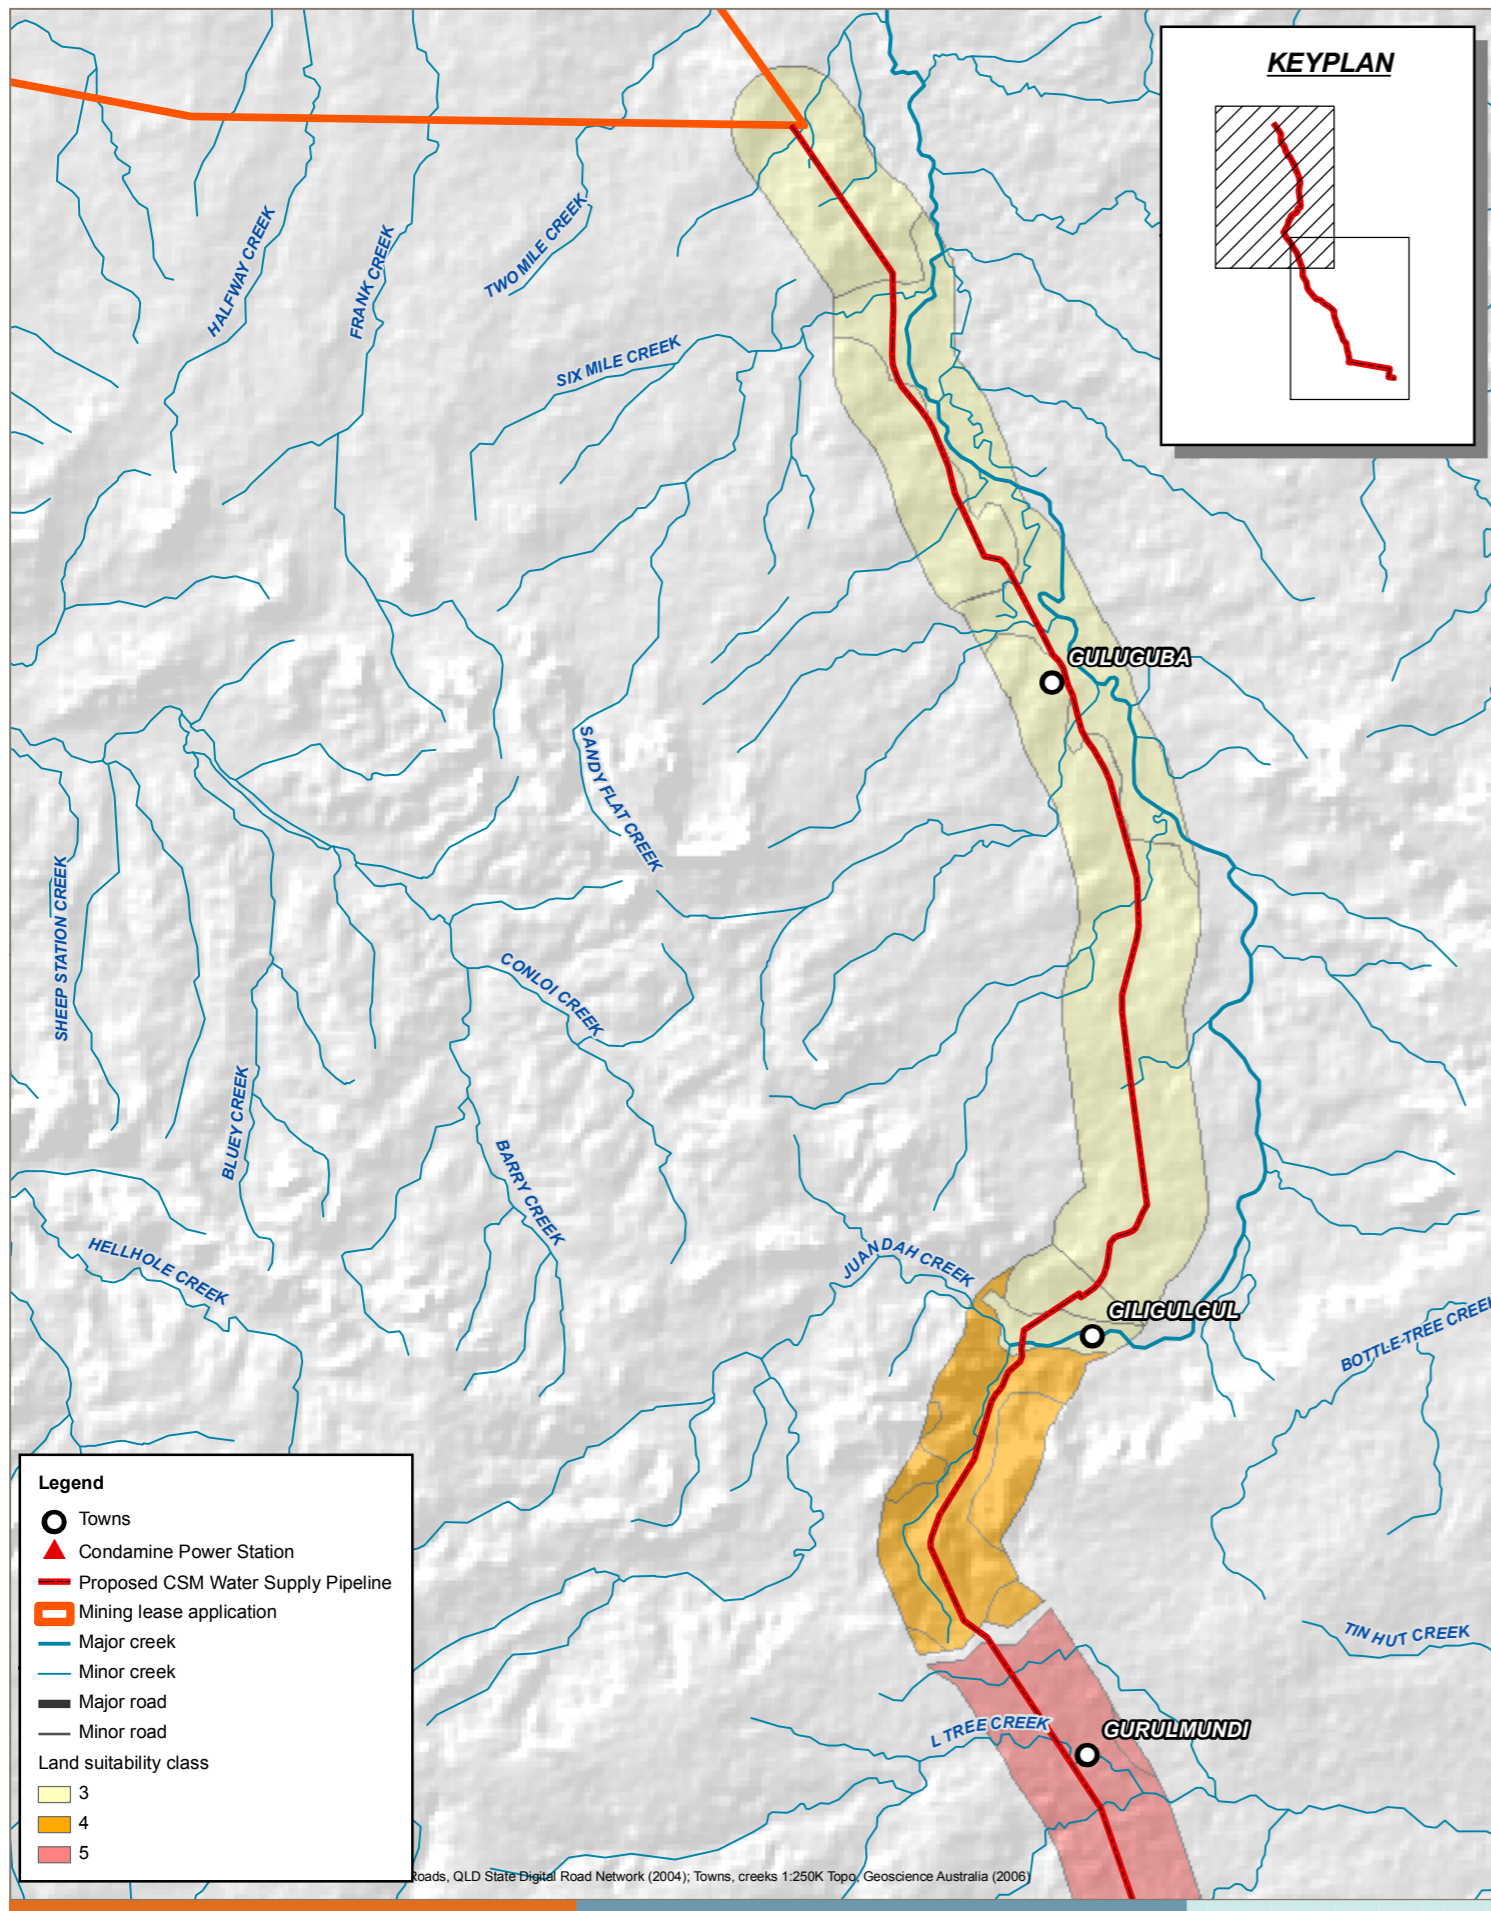 KEYPLAN
HALFWAY CREEK
FRANK CREEK
TWO MILE CREEK
SIX MILE CREEK
GULUGUBA
SANDY FLAT CREEK
SHEEP STATION CREEK
CONLOI CREEK
BLUEY CREEK
BARRY CREEK
HELLHOLE CREEK
JUANDAH CREEK
GILIGULGUL
BOTTLE TREE CREEK
TIN HUT CREEK
L TREE CREEK
GURULMUNDI
Legend
Towns
Condamine Power Station
Proposed CSM Water Supply Pipeline
Mining lease application
Major creek
Minor creek
Major road
Minor road
Land suitability class
3
4
5
Roads, QLD State Digital Road Network (2004); Towns, creeks 1:250K Topo, Geoscience Australia (2006)